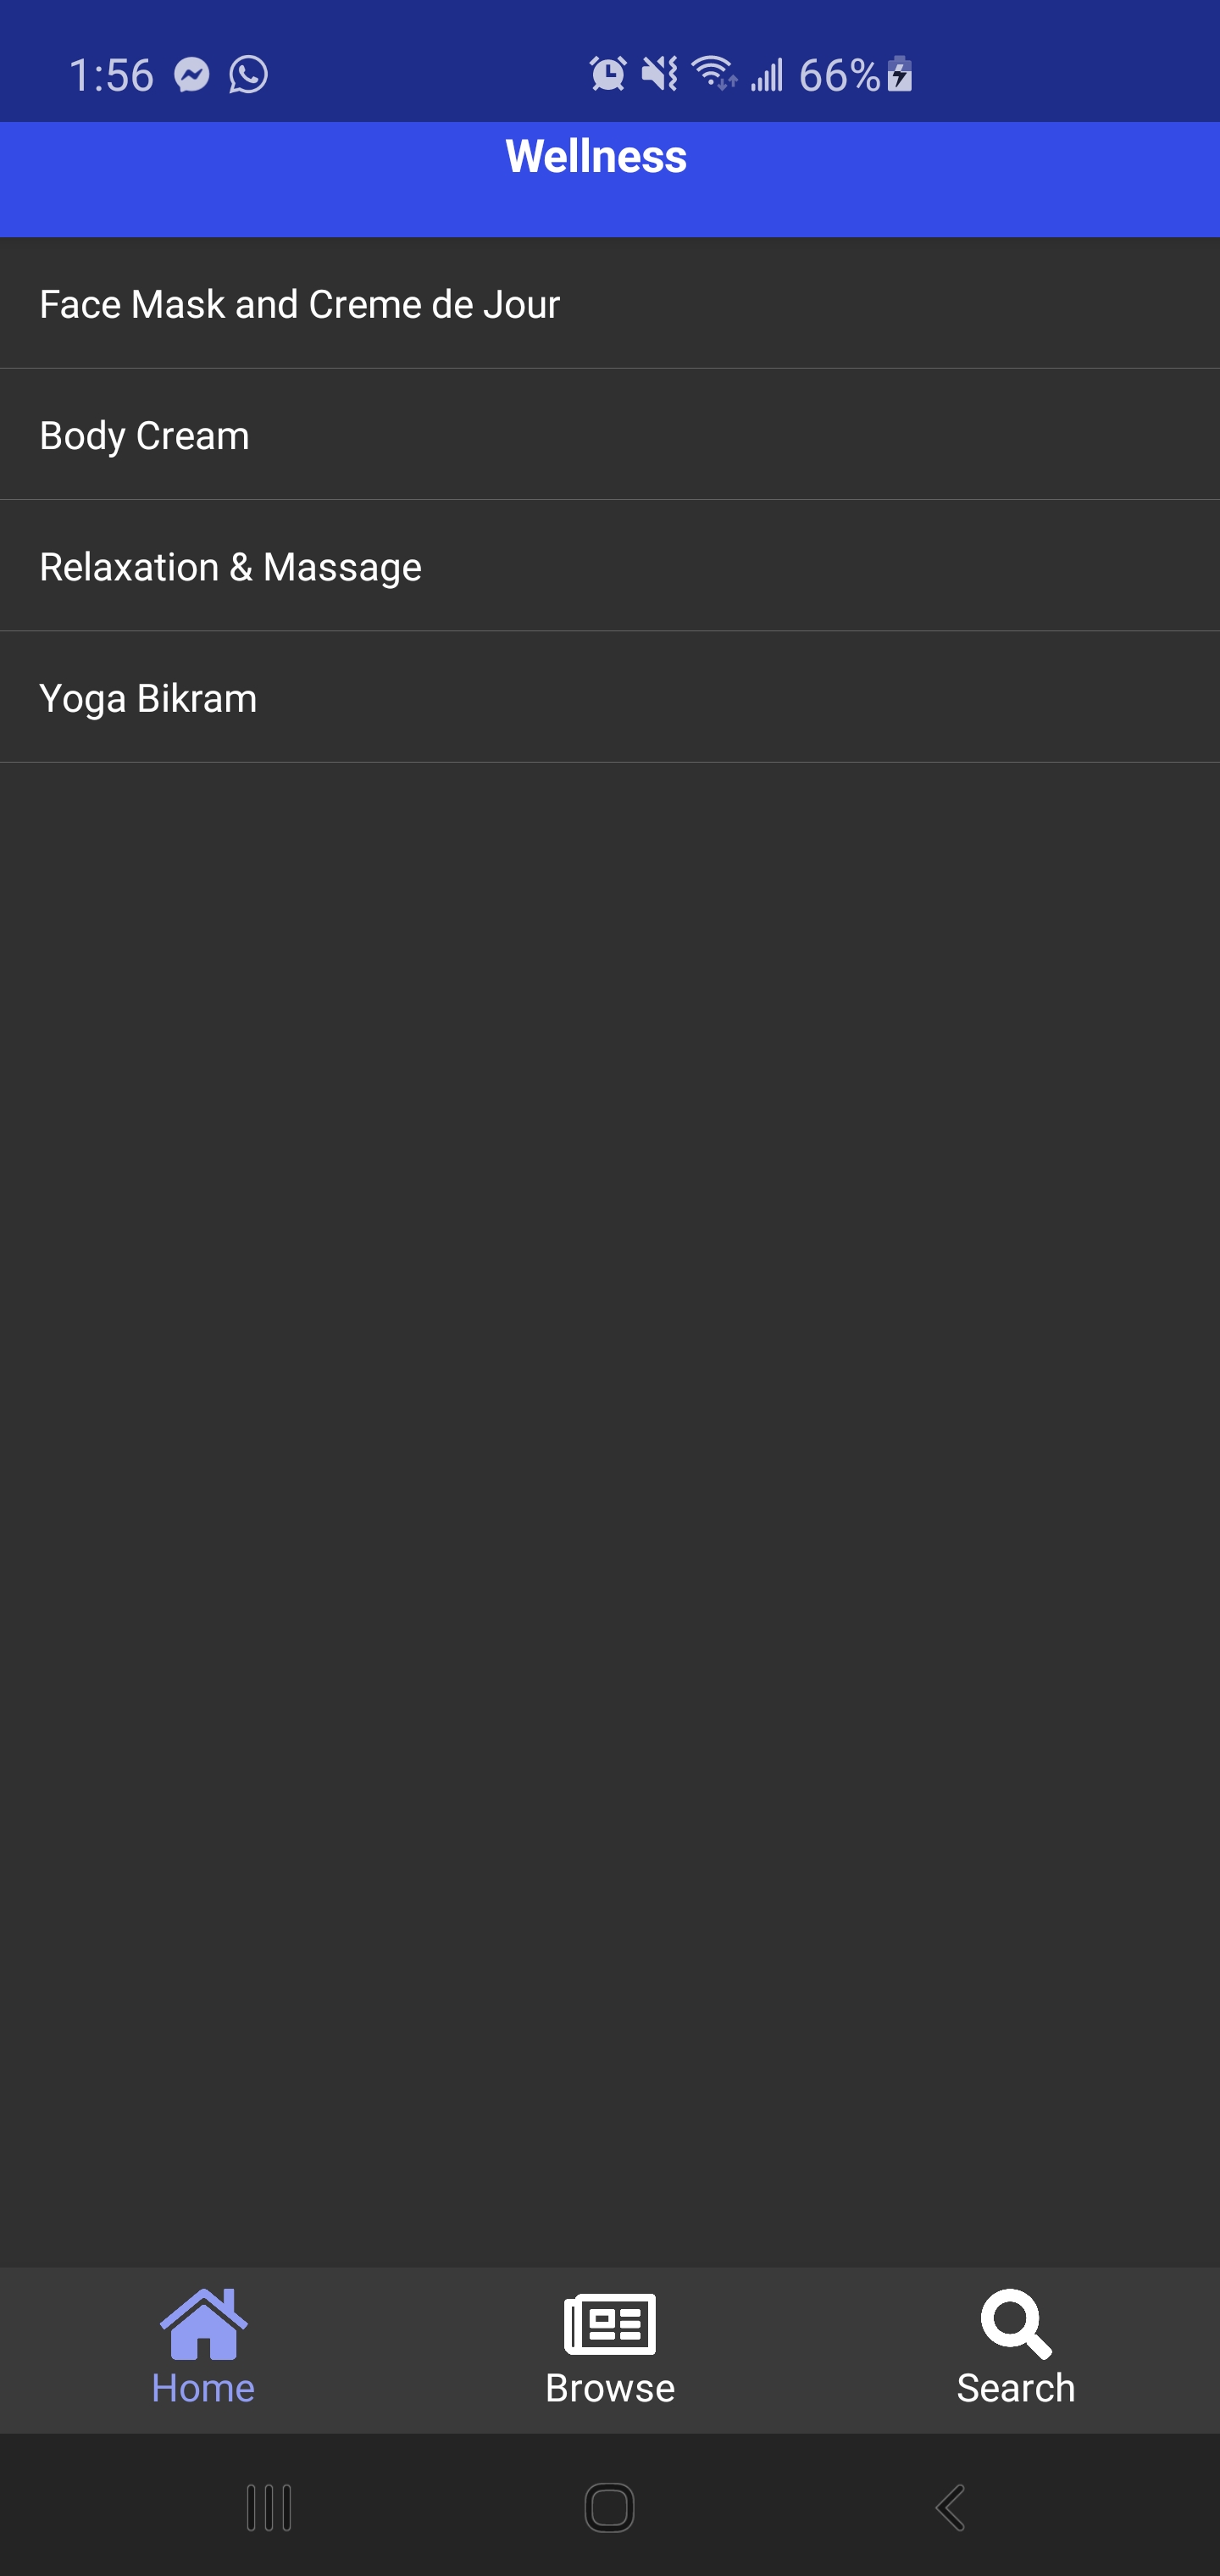 1:56 66%
Wellness
Face Mask and Creme de Jour
Body Cream
Relaxation & Massage
Yoga Bikram
Home Browse Search